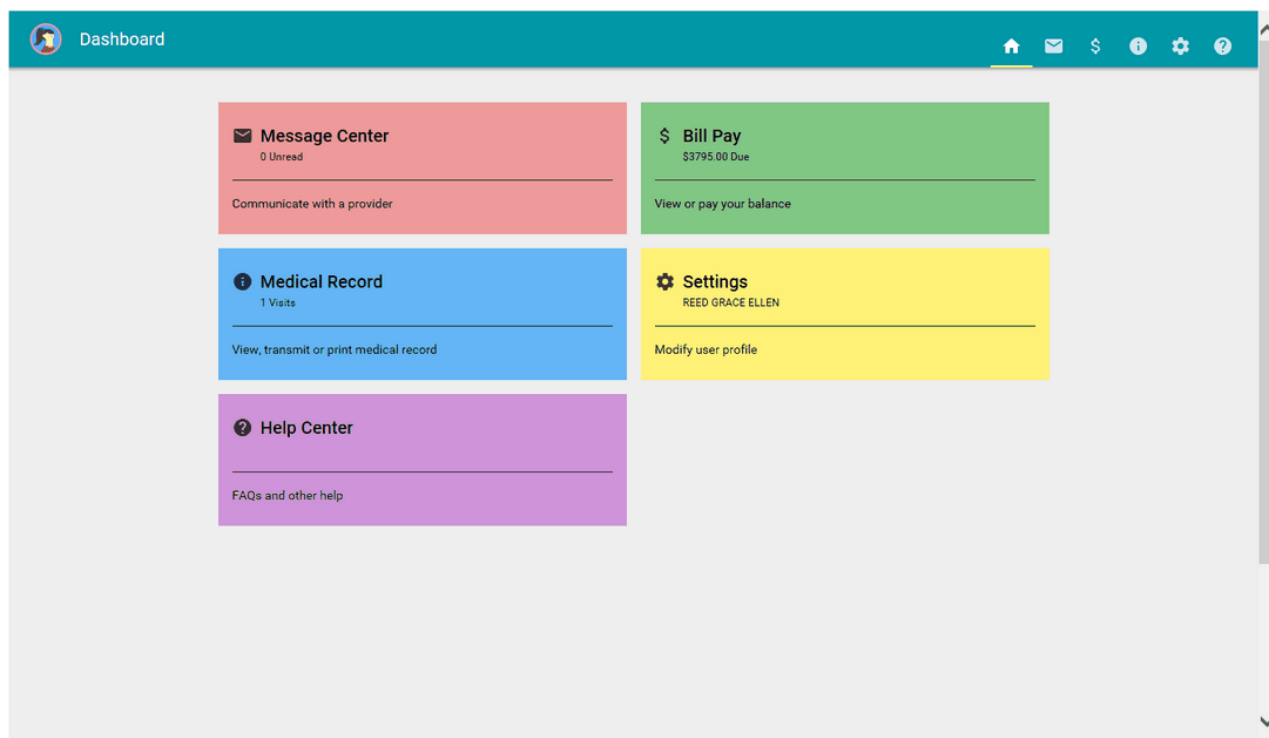 Dashboard
Message Center
0 Unread
Communicate with a provider
$ Bill Pay
$3795.00 Due
View or pay your balance
Medical Record
1 Visits
View, transmit or print medical record
Settings
REED GRACE ELLEN
Modify user profile
Help Center
FAQs and other help